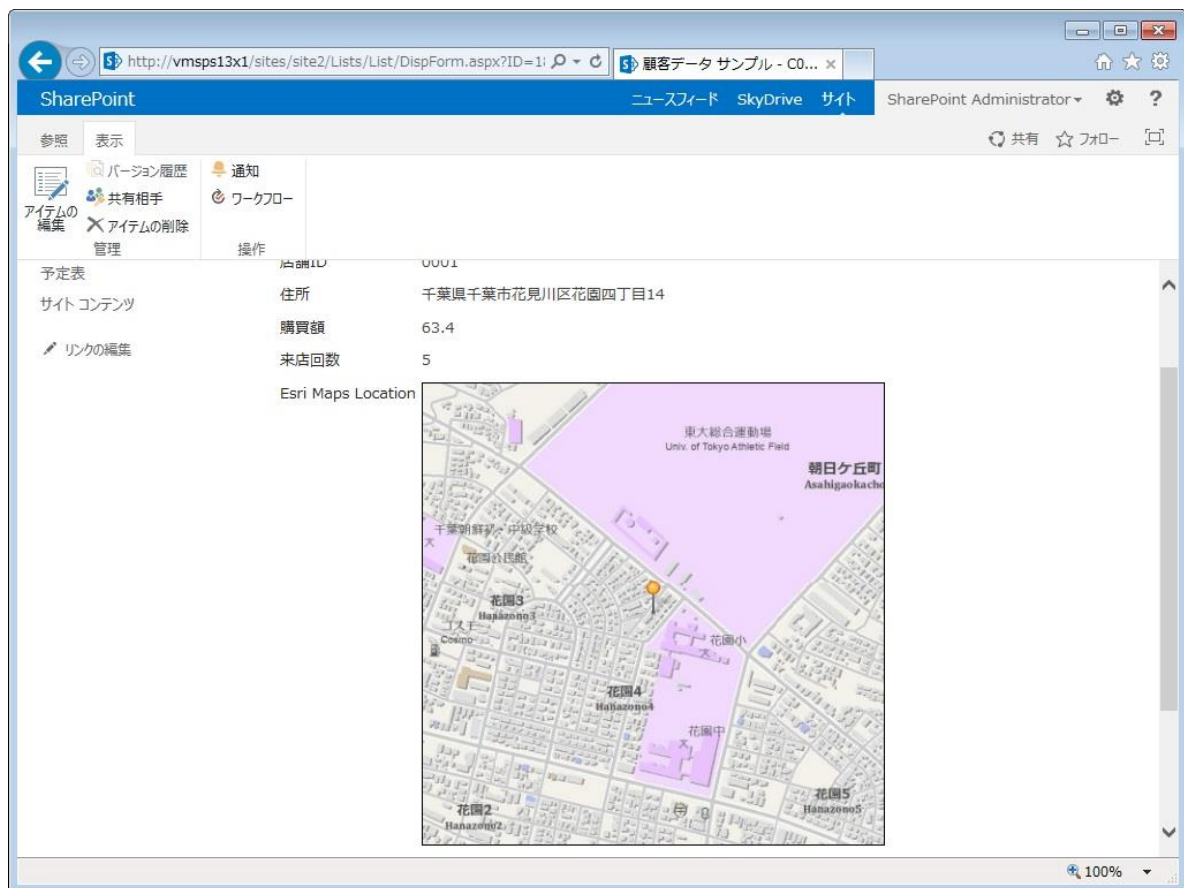 http://vmsps13x1/sites/site2/Lists/List/DispForm.aspx?ID=1
顧客データ サンプル - C0...
SharePoint
ニュースフィード SkyDrive サイト SharePoint Administrator ?
参照 表示
共有 フォロー
バージョン履歴
通知
アイテムの編集
共有相手
ワークフロー
アイテムの削除
管理
操作
予定表
店舗ID 0001
サイト コンテンツ
住所 千葉県千葉市花見川区花園四丁目14
購買額 63.4
リンクの編集
来店回数 5
Esri Maps Location
東大総合運動場
Univ. of Tokyo Athletic Field
朝日ケ丘町
Asahigaokacho
千葉朝鮮初・中級学校
文
花園公民館
花園3
Hanazono3
コスモ
Cosmo
花園小
文
花園4
Hanazono4
花園中
文
花園5
Hanazono5
花園2
Hanazono2
100%